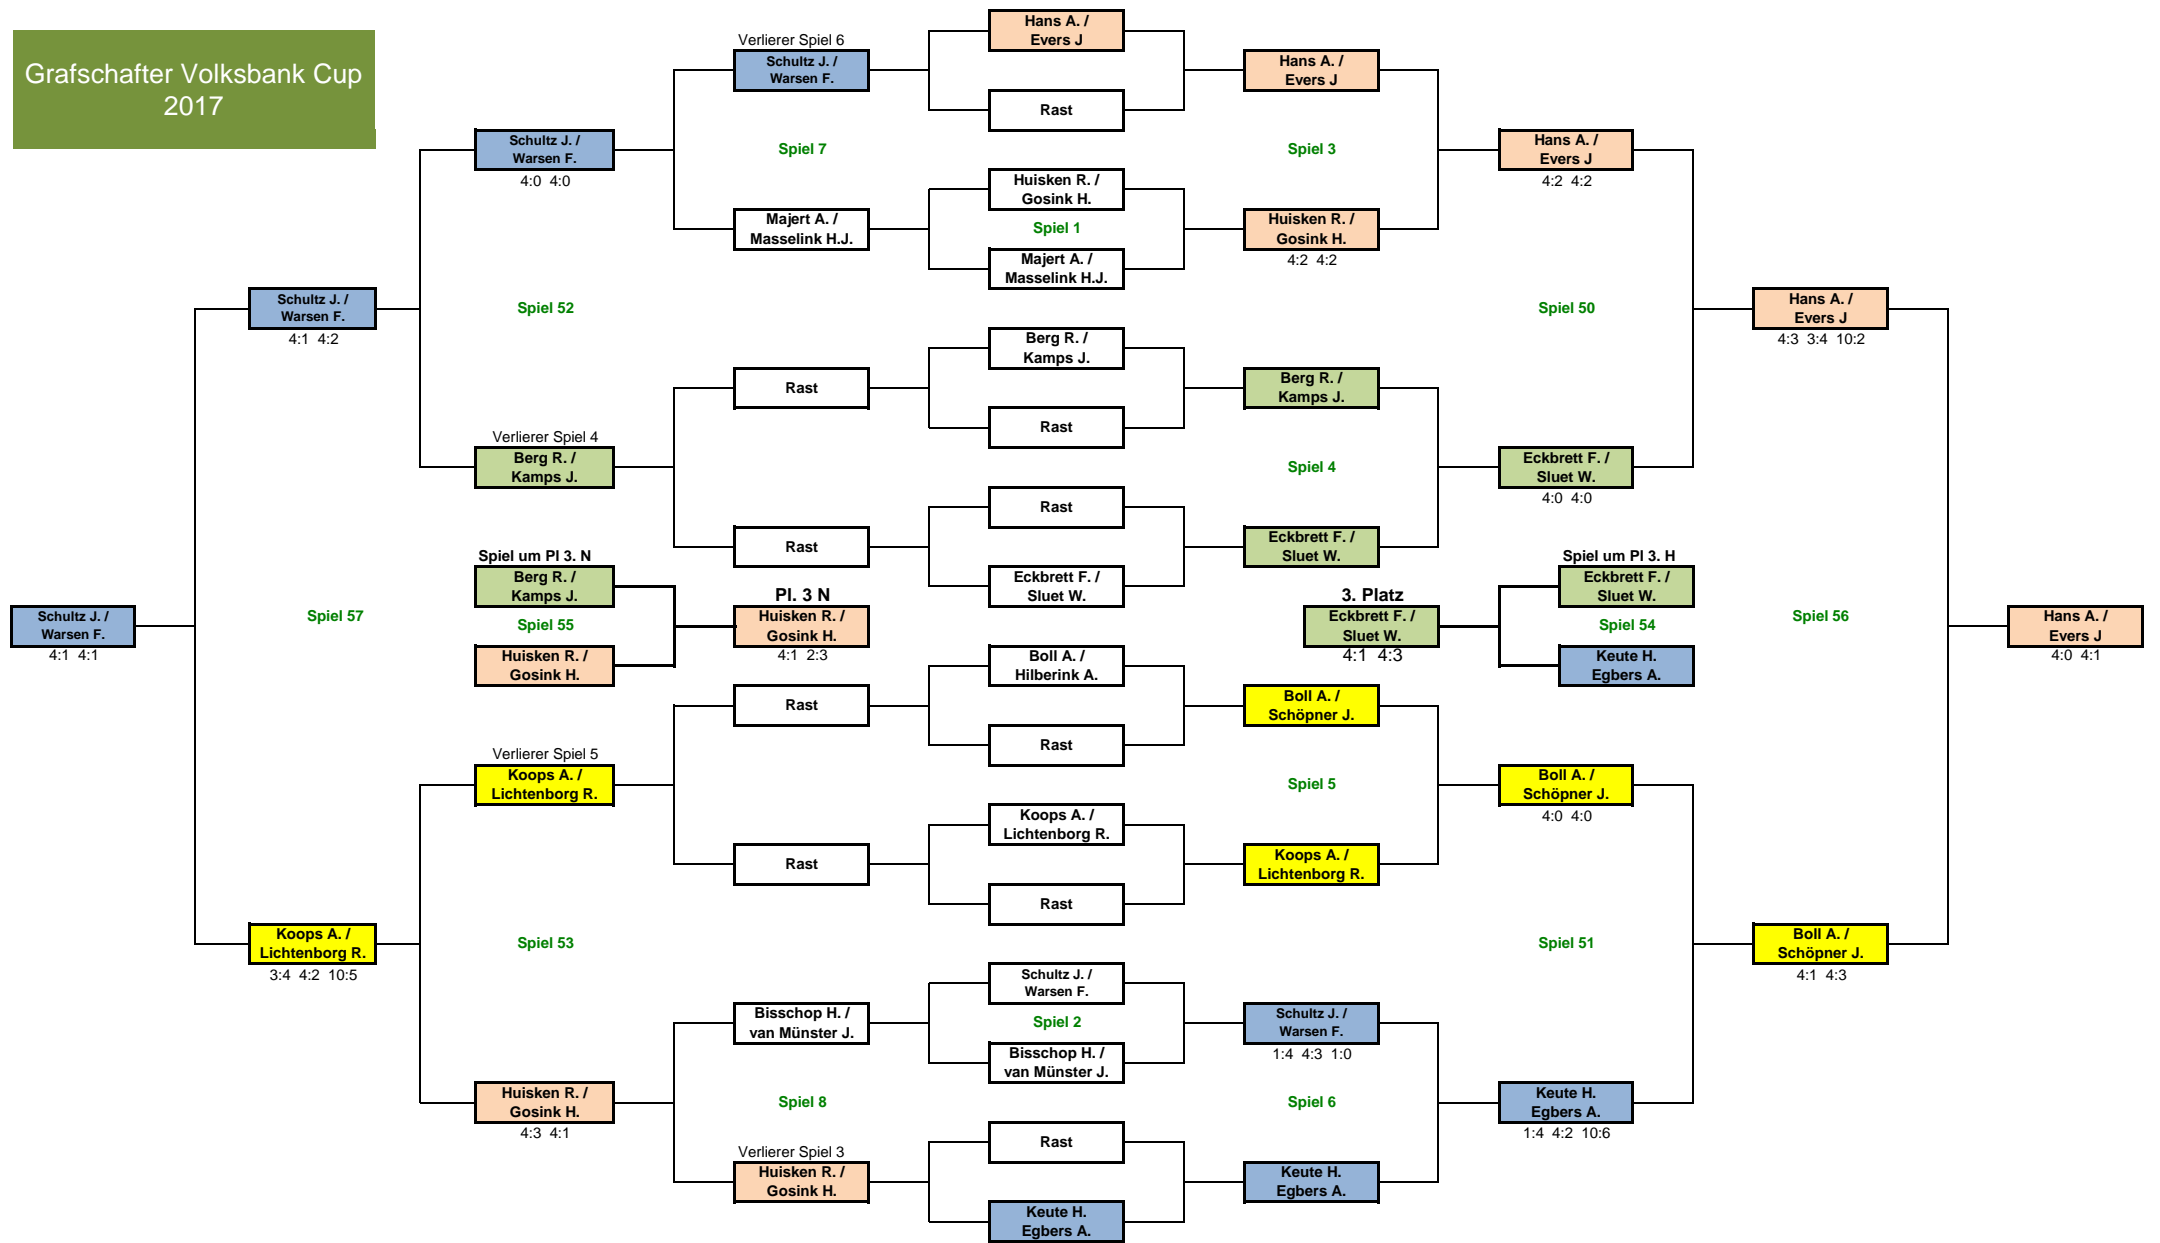 Grafschafter Volksbank Cup
2017
Schultz J. /
Warsen F.
4:1  4:1
Schultz J. /
Warsen F.
4:1  4:2
Spiel 57
Koops A. /
Lichtenborg R.
3:4  4:2  10:5
Schultz J. /
Warsen F.
4:0  4:0
Spiel 52
Verlierer Spiel 4
Berg R. /
Kamps J.
Spiel um Pl 3. N
Berg R. /
Kamps J.
Spiel 55
Huisken R. /
Gosink H.
Verlierer Spiel 5
Koops A. /
Lichtenborg R.
Spiel 53
Huisken R. /
Gosink H.
4:3  4:1
Verlierer Spiel 6
Schultz J. /
Warsen F.
Spiel 7
Majert A. /
Masselink H.J.
Rast
Rast
Pl. 3 N
Huisken R. /
Gosink H.
4:1  2:3
Rast
Rast
Bisschop H. /
van Münster J.
Spiel 8
Verlierer Spiel 3
Huisken R. /
Gosink H.
Hans A. /
Evers J
Rast
Huisken R. /
Gosink H.
Spiel 1
Majert A. /
Masselink H.J.
Berg R. /
Kamps J.
Rast
Rast
Eckbrett F. /
Sluet W.
Boll A. /
Hilberink A.
Rast
Koops A. /
Lichtenborg R.
Rast
Schultz J. /
Warsen F.
Spiel 2
Bisschop H. /
van Münster J.
Rast
Keute H.
Egbers A.
Hans A. /
Evers J
Spiel 3
Huisken R. /
Gosink H.
4:2  4:2
Berg R. /
Kamps J.
Spiel 4
Eckbrett F. /
Sluet W.
3. Platz
Eckbrett F. /
Sluet W.
4:1  4:3
Boll A. /
Schöpner J.
Spiel 5
Koops A. /
Lichtenborg R.
Schultz J. /
Warsen F.
1:4  4:3  1:0
Spiel 6
Keute H.
Egbers A.
Hans A. /
Evers J
4:2  4:2
Spiel 50
Eckbrett F. /
Sluet W.
4:0  4:0
Spiel um Pl 3. H
Eckbrett F. /
Sluet W.
Spiel 54
Keute H.
Egbers A.
Boll A. /
Schöpner J.
4:0  4:0
Spiel 51
Keute H.
Egbers A.
1:4  4:2  10:6
Hans A. /
Evers J
4:3  3:4  10:2
Spiel 56
Boll A. /
Schöpner J.
4:1  4:3
Hans A. /
Evers J
4:0  4:1